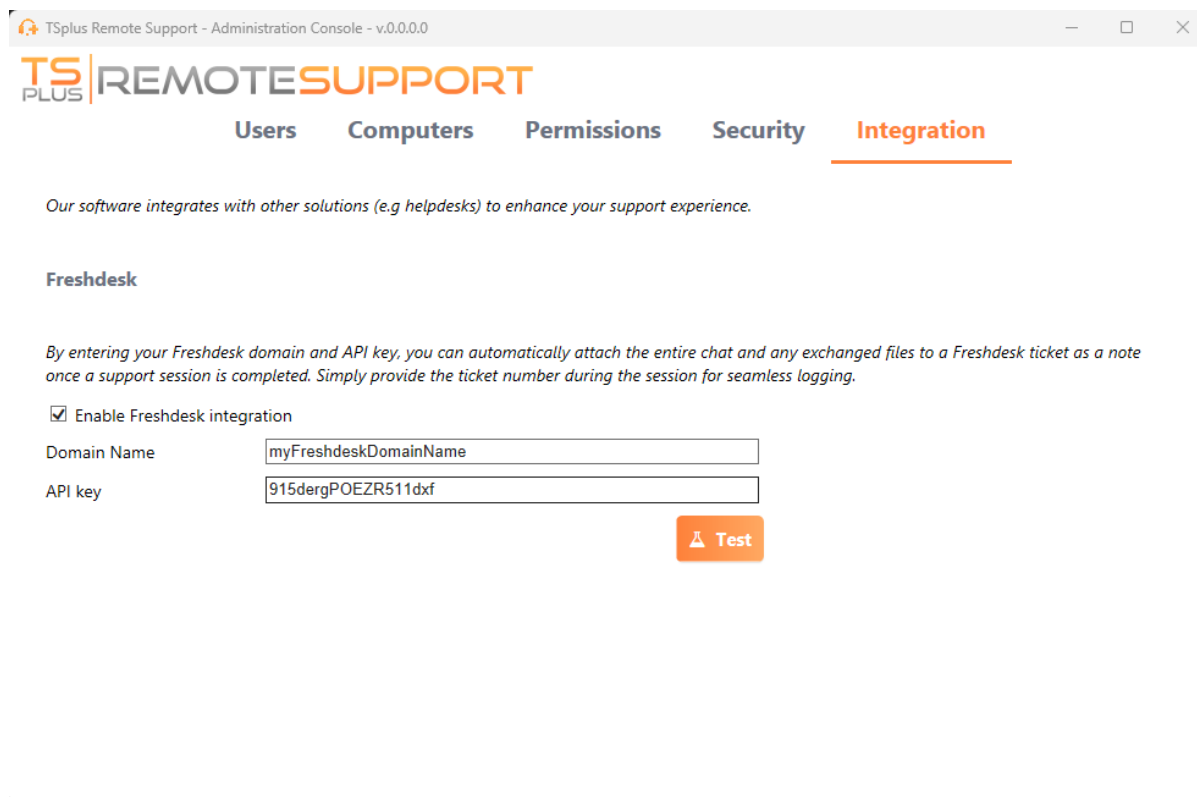 TSplus Remote Support - Administration Console - v.0.0.0.0
TS PLUS REMOTESUPPORT
Users Computers Permissions Security Integration
Our software integrates with other solutions (e.g helpdesks) to enhance your support experience.
Freshdesk
By entering your Freshdesk domain and API key, you can automatically attach the entire chat and any exchanged files to a Freshdesk ticket as a note
once a support session is completed. Simply provide the ticket number during the session for seamless logging.
Enable Freshdesk integration
Domain Name myFreshdeskDomainName
API key 915dergPOEZR511dxf
Test